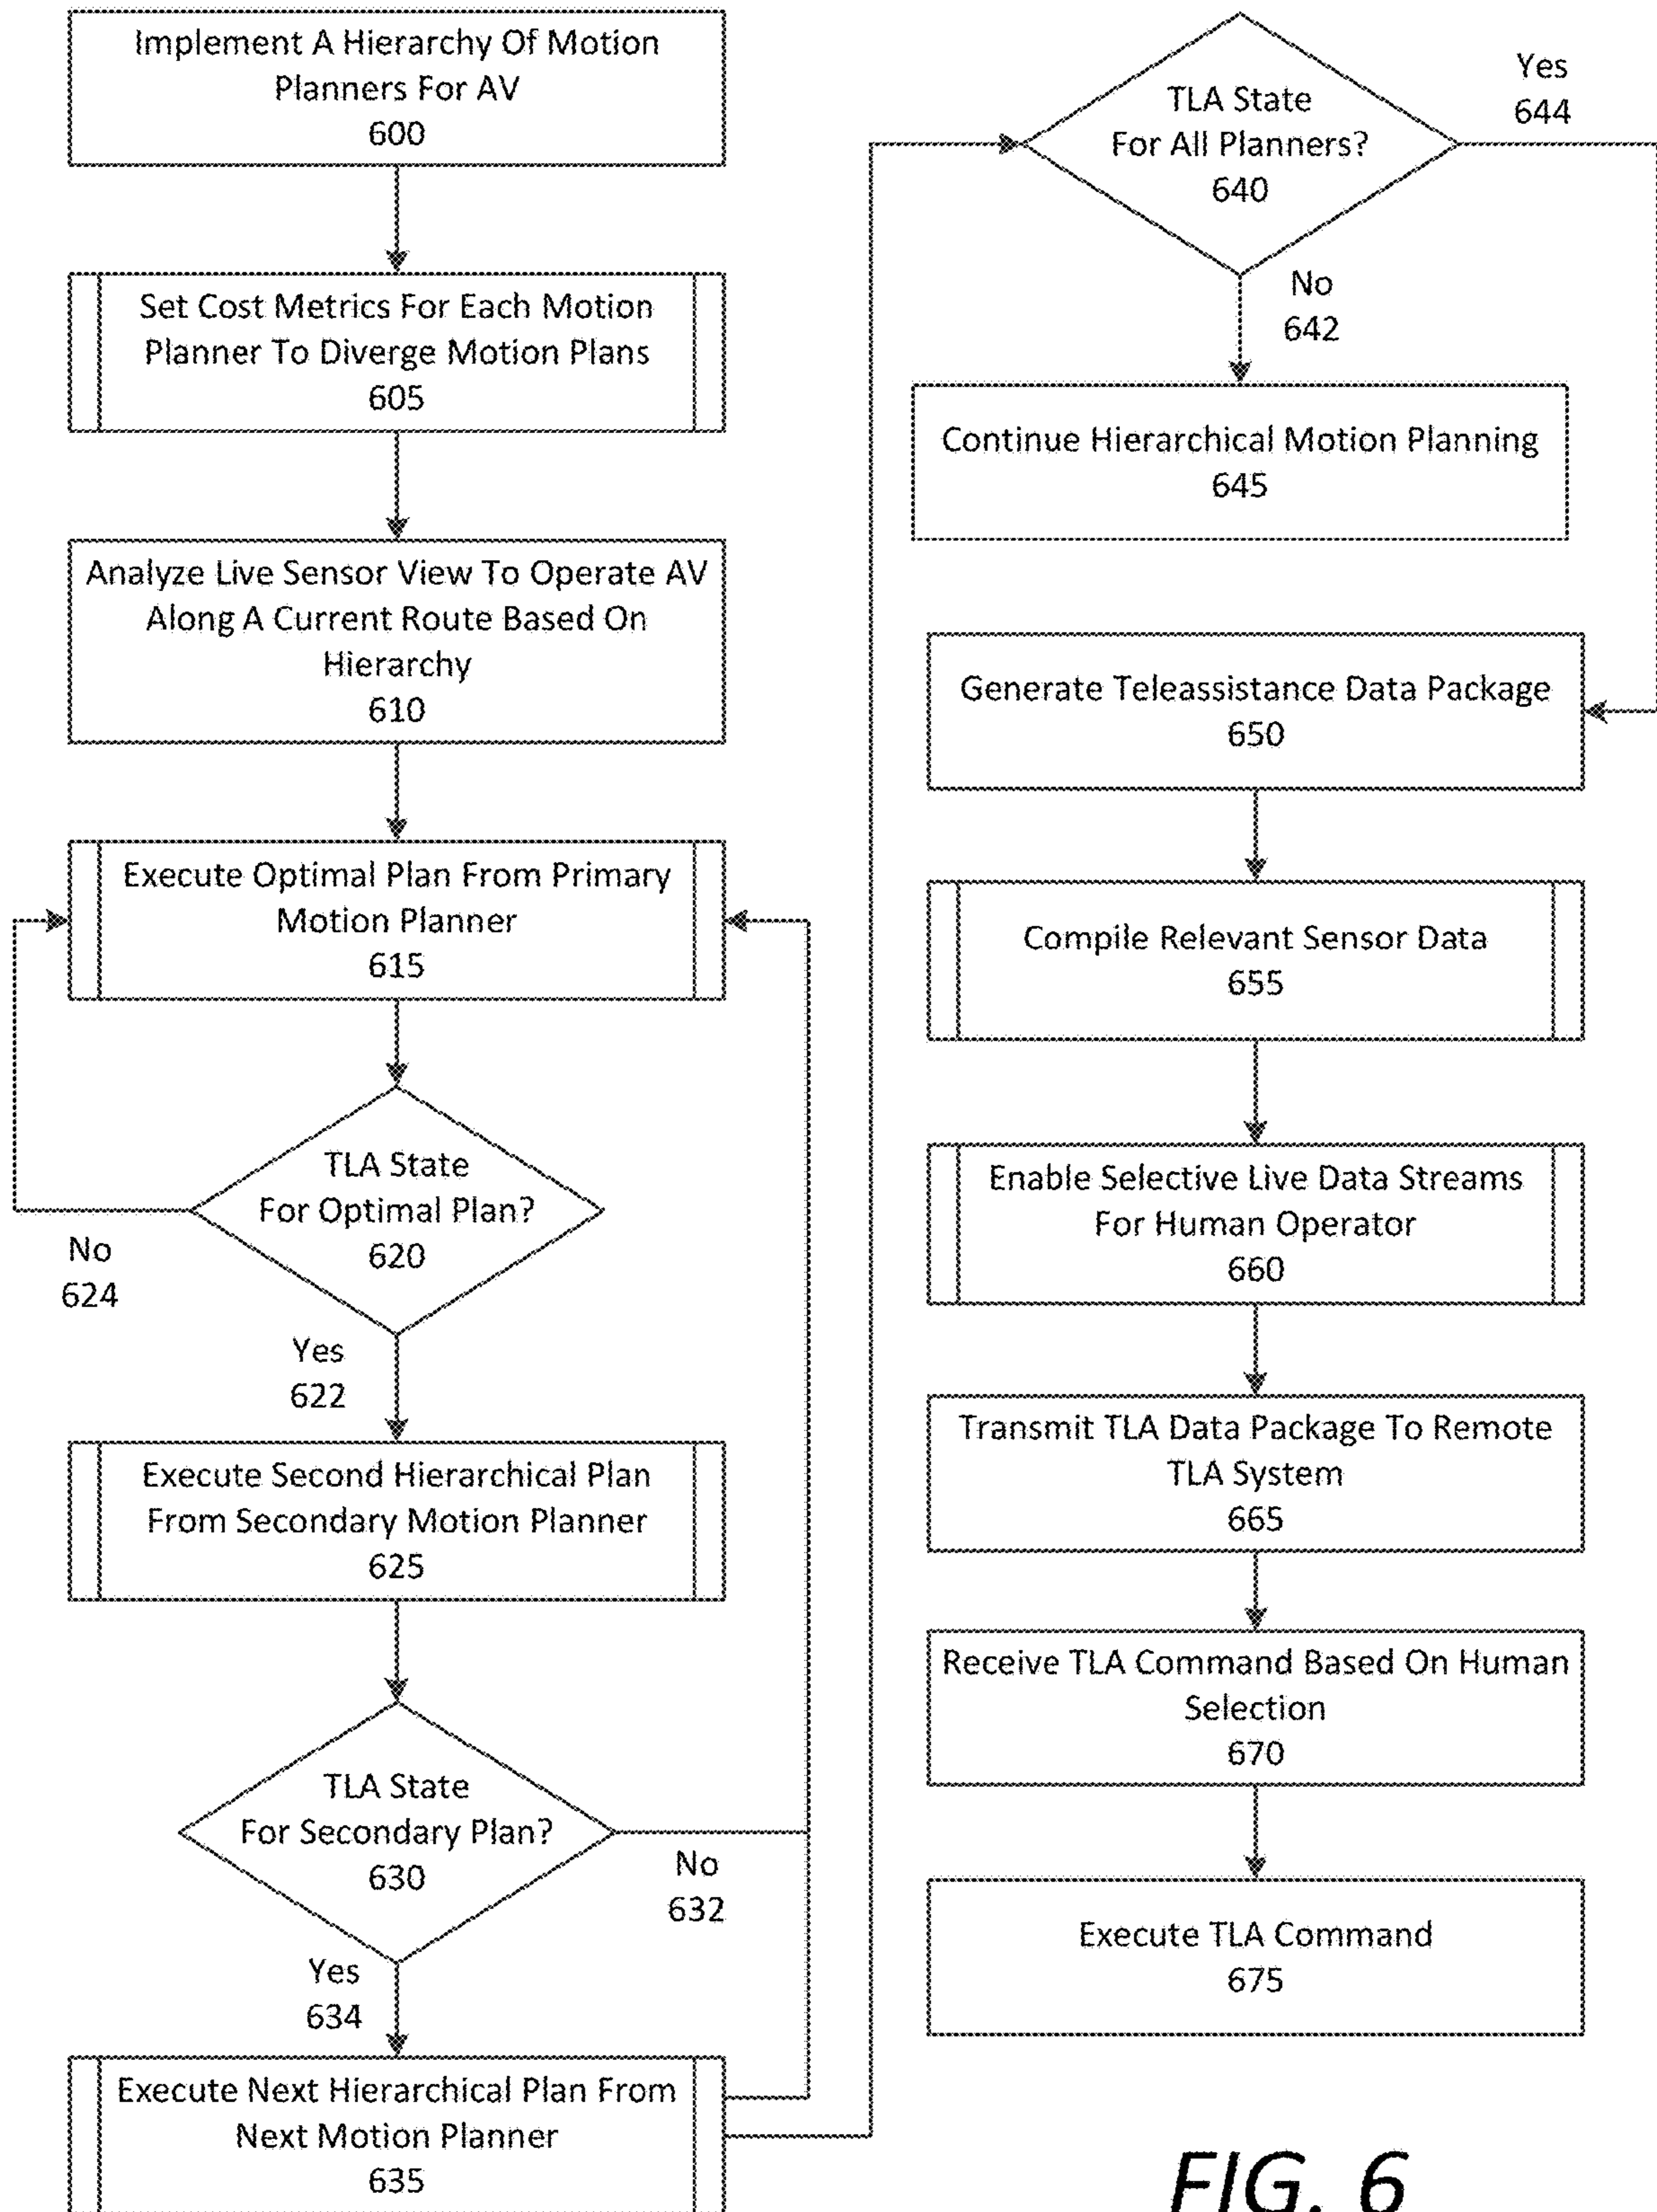 Implement A Hierarchy Of Motion
Planners For AV
600
Set Cost Metrics For Each Motion
Planner To Diverge Motion Plans
605
Analyze Live Sensor View To Operate AV
Along A Current Route Based On
Hierarchy
610
Execute Optimal Plan From Primary
Motion Planner
615
TLA State
For Optimal Plan?
620
No
624
Yes
622
Execute Second Hierarchical Plan
From Secondary Motion Planner
625
TLA State
For Secondary Plan?
630
No
632
Yes
634
Execute Next Hierarchical Plan From
Next Motion Planner
635
TLA State
For All Planners?
640
Yes
644
No
642
Continue Hierarchical Motion Planning
645
Generate Teleassistance Data Package
650
Compile Relevant Sensor Data
655
Enable Selective Live Data Streams
For Human Operator
660
Transmit TLA Data Package To Remote
TLA System
665
Receive TLA Command Based On Human
Selection
670
Execute TLA Command
675
FIG. 6